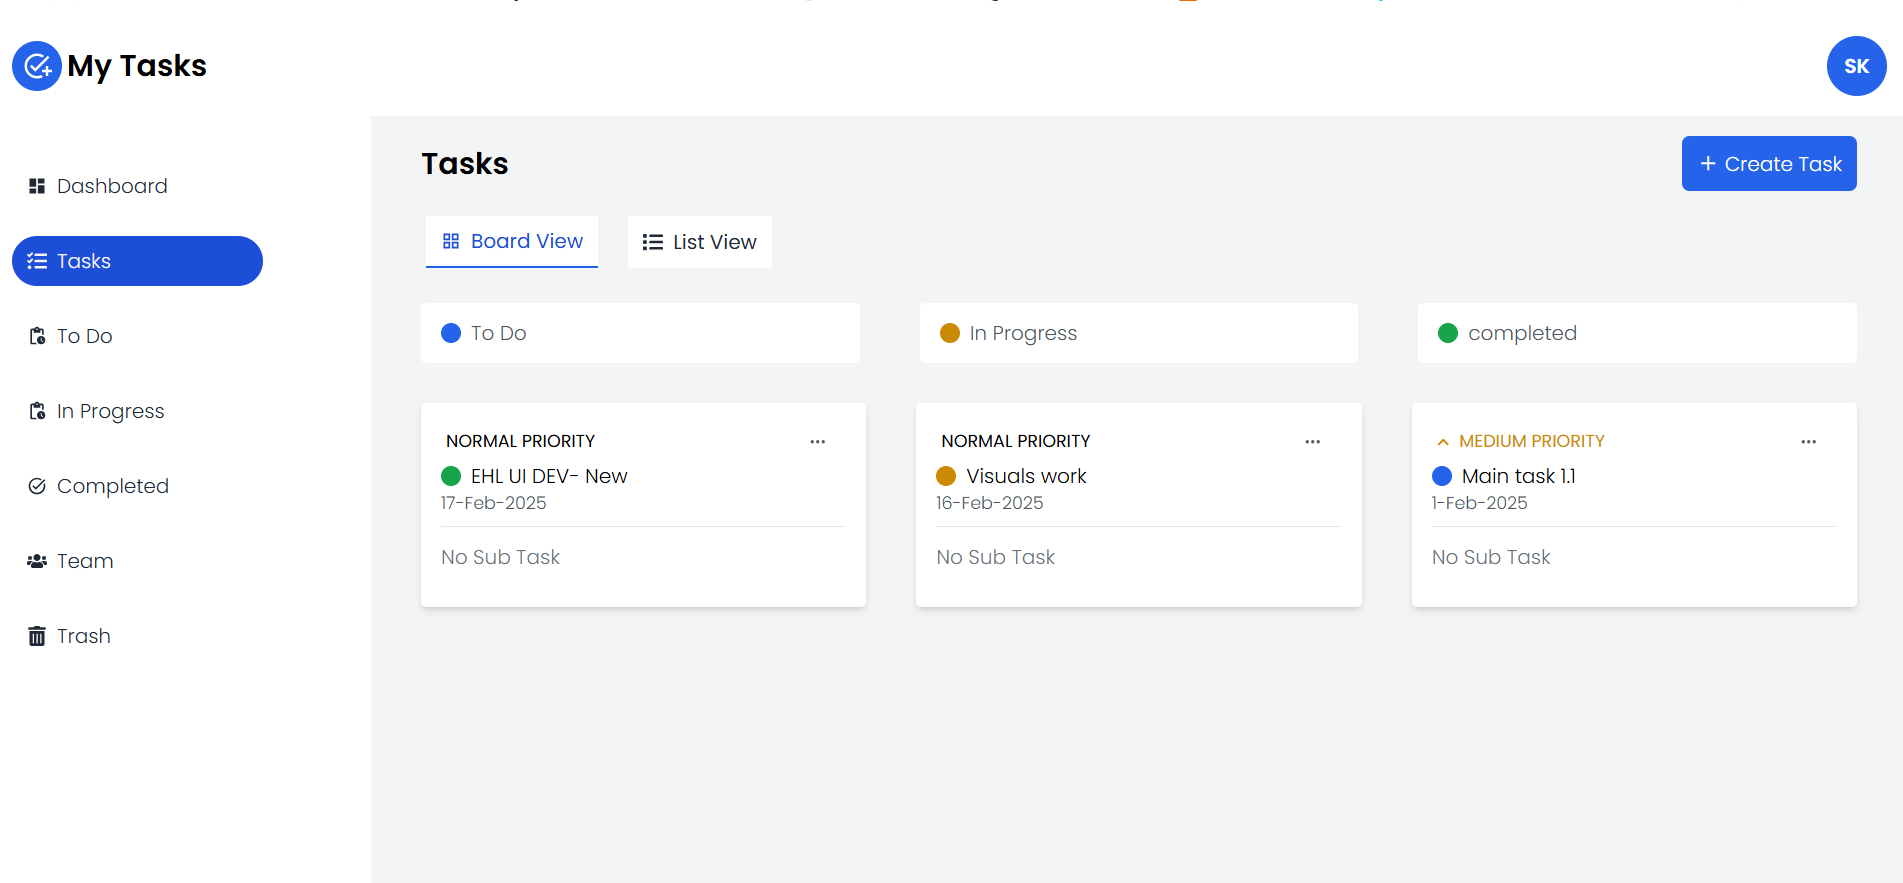 My Tasks
SK
Dashboard
Tasks
To Do
In Progress
Completed
Team
Trash
Tasks
+ Create Task
Board View
List View
To Do
In Progress
completed
NORMAL PRIORITY
EHL UI DEV- New
17-Feb-2025
No Sub Task
NORMAL PRIORITY
Visuals work
16-Feb-2025
No Sub Task
MEDIUM PRIORITY
Main task 1.1
1-Feb-2025
No Sub Task